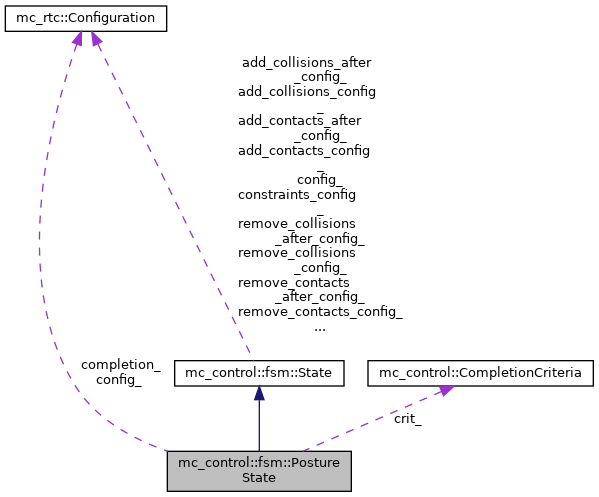 mc_rtc::Configuration
add_collisions_after
_config_
add_collisions_config
_
add_contacts_after
_config_
add_contacts_config
_
config_
constraints_config
_
remove_collisions
_after_config_
remove_collisions
_config_
remove_contacts
_after_config_
remove_contacts_config_
...
completion_
config_
mc_control::fsm::State
mc_control::CompletionCriteria
crit_
mc_control::fsm::Posture
State